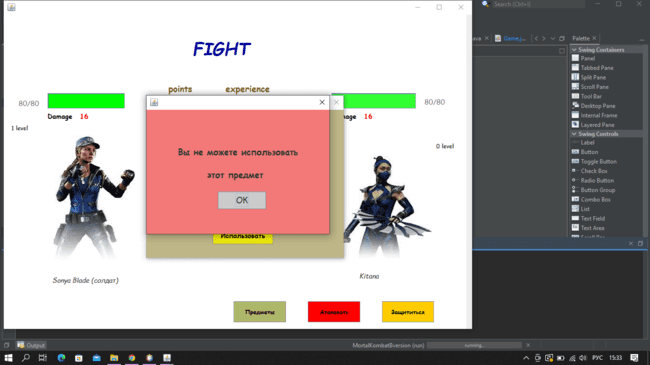 Search (Ctrl+I)
Game.j...
Palette
FIGHT
Swing Containers
Panel
Tabbed Pane
Split Pane
Scroll Pane
Tool Bar
Desktop Pane
Internal Frame
Layered Pane
Swing Controls
Label
Button
Toggle Button
Check Box
Radio Button
Button Group
Combo Box
List
Text Field
Text Area
points
experience
80/80
80/80
Damage 16
Damage 16
1 level
0 level
Вы не можете использовать
этот предмет
OK
Использовать
Sonya Blade (солдат)
Kitana
Предметы
Атаковать
Защититься
Output
MortalKombatBversion (run)
running...
РУС
15:33